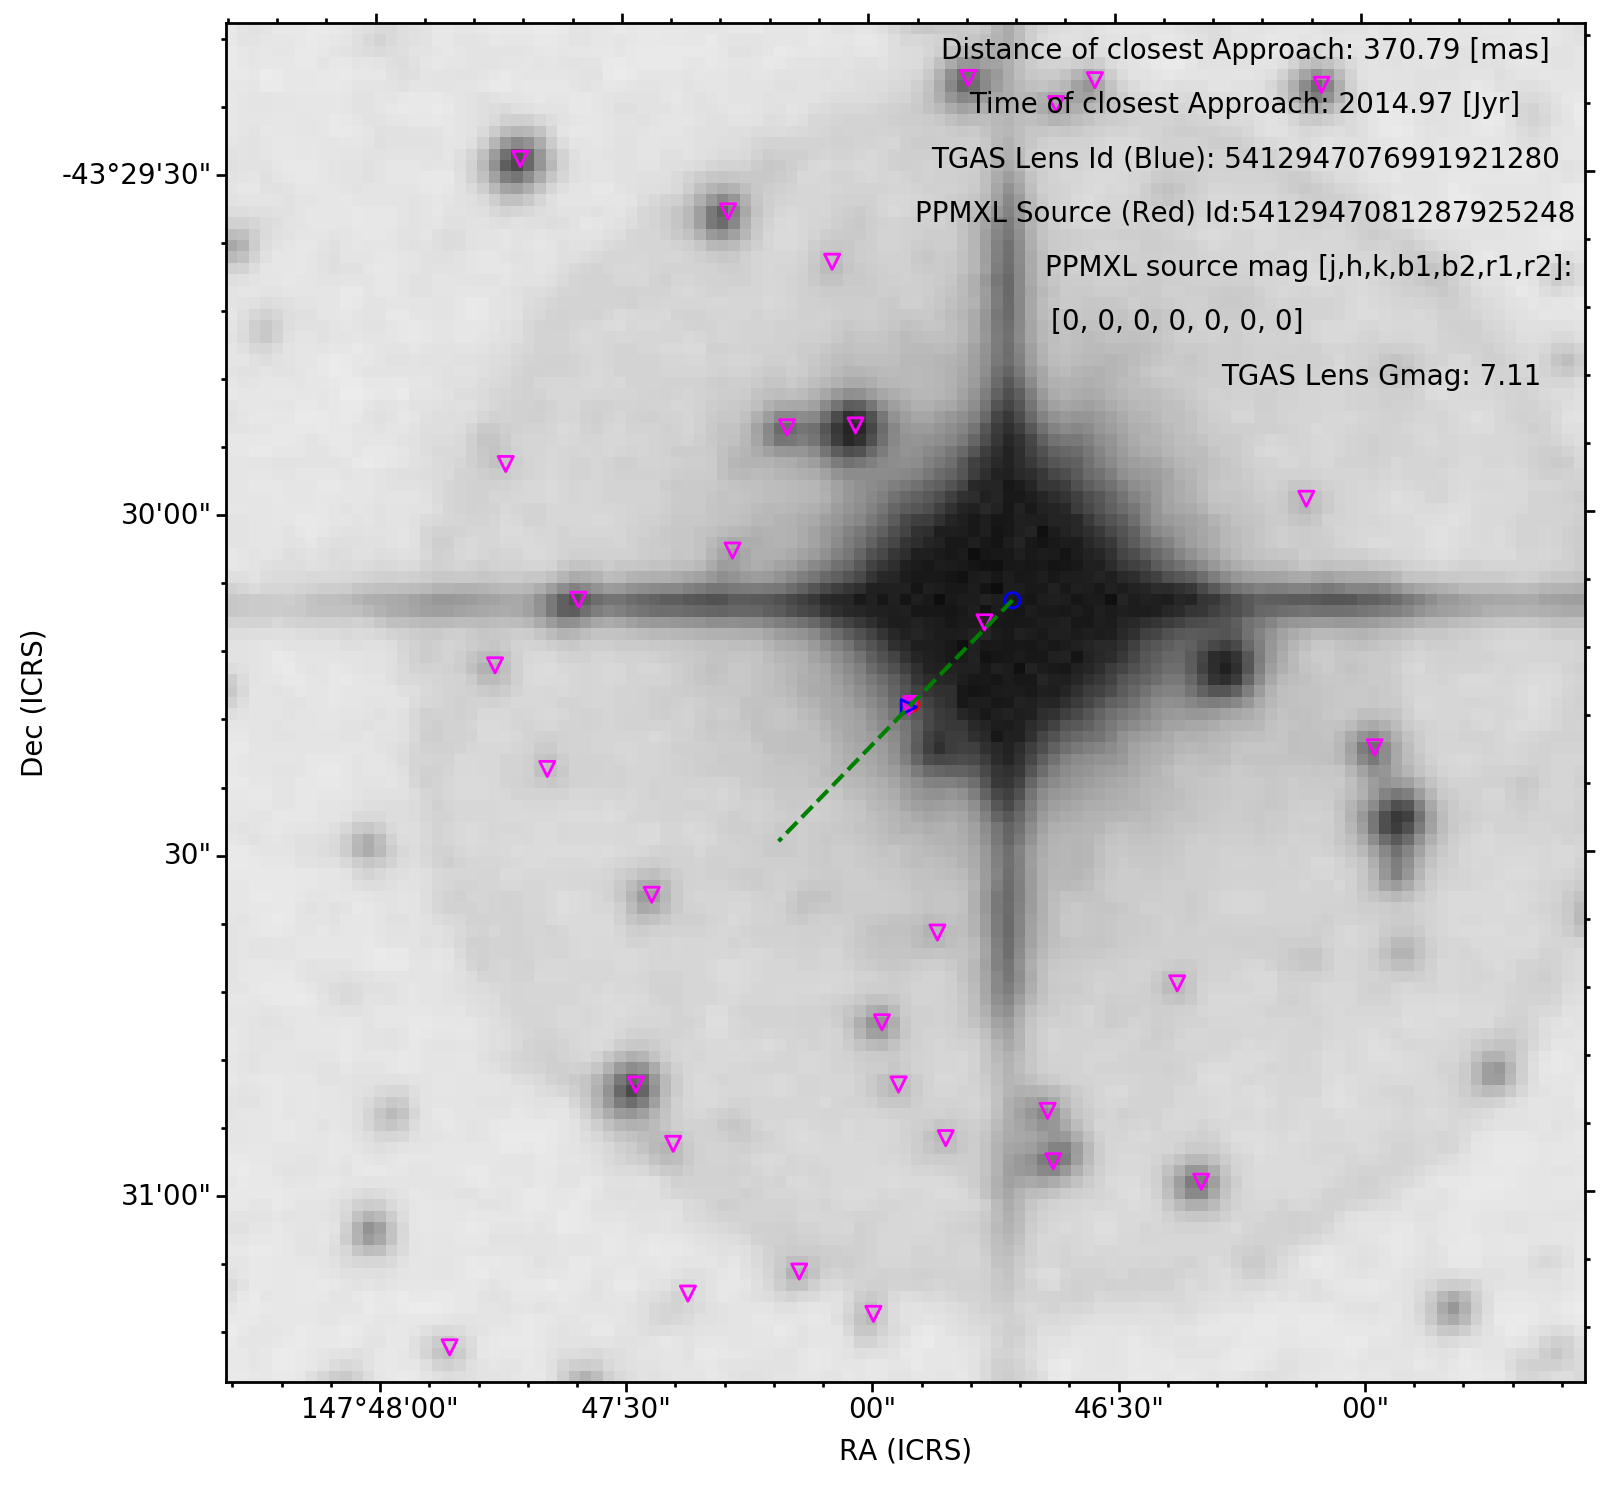 Distance of closest Approach: 370.79 [mas]
Time of closest Approach: 2014.97 [Jyr]
TGAS Lens Id (Blue): 5412947076991921280
PPMXL Source (Red) Id:5412947081287925248
PPMXL source mag [j,h,k,b1,b2,r1,r2]:
[0, 0, 0, 0, 0, 0, 0]
TGAS Lens Gmag: 7.11
-43°29'30"
30'00"
30"
31'00"
Dec (ICRS)
147°48'00" 47'30" 00" 46'30" 00"
RA (ICRS)